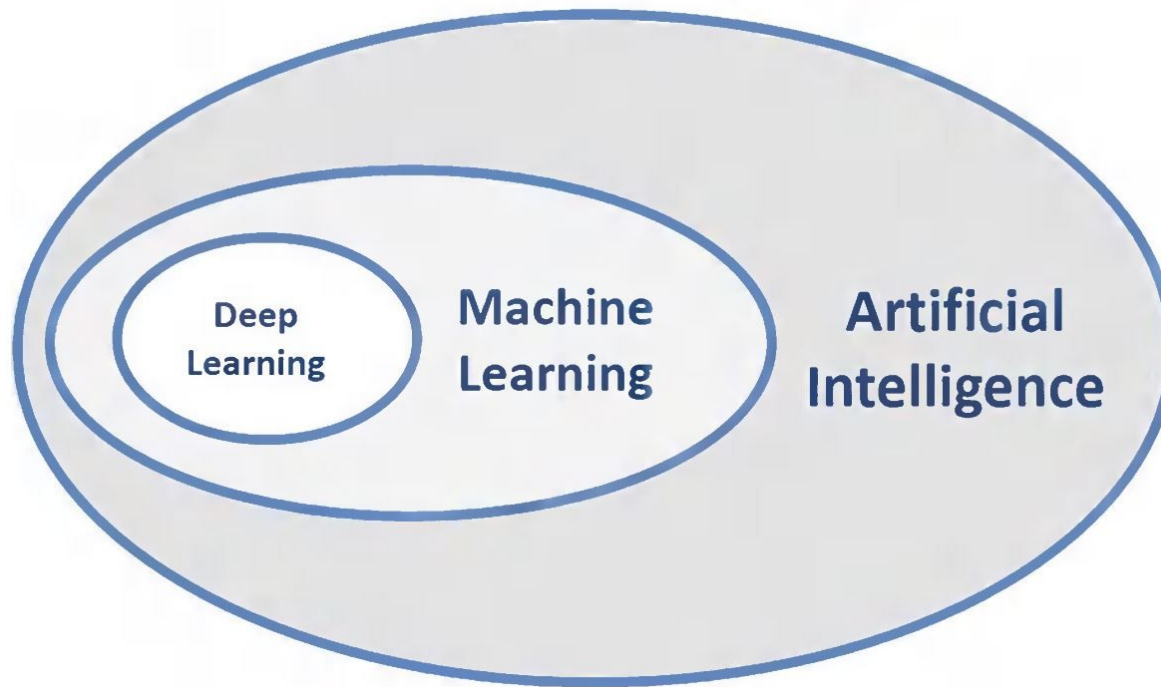 Deep
Learning
Machine
Learning
Artificial
Intelligence